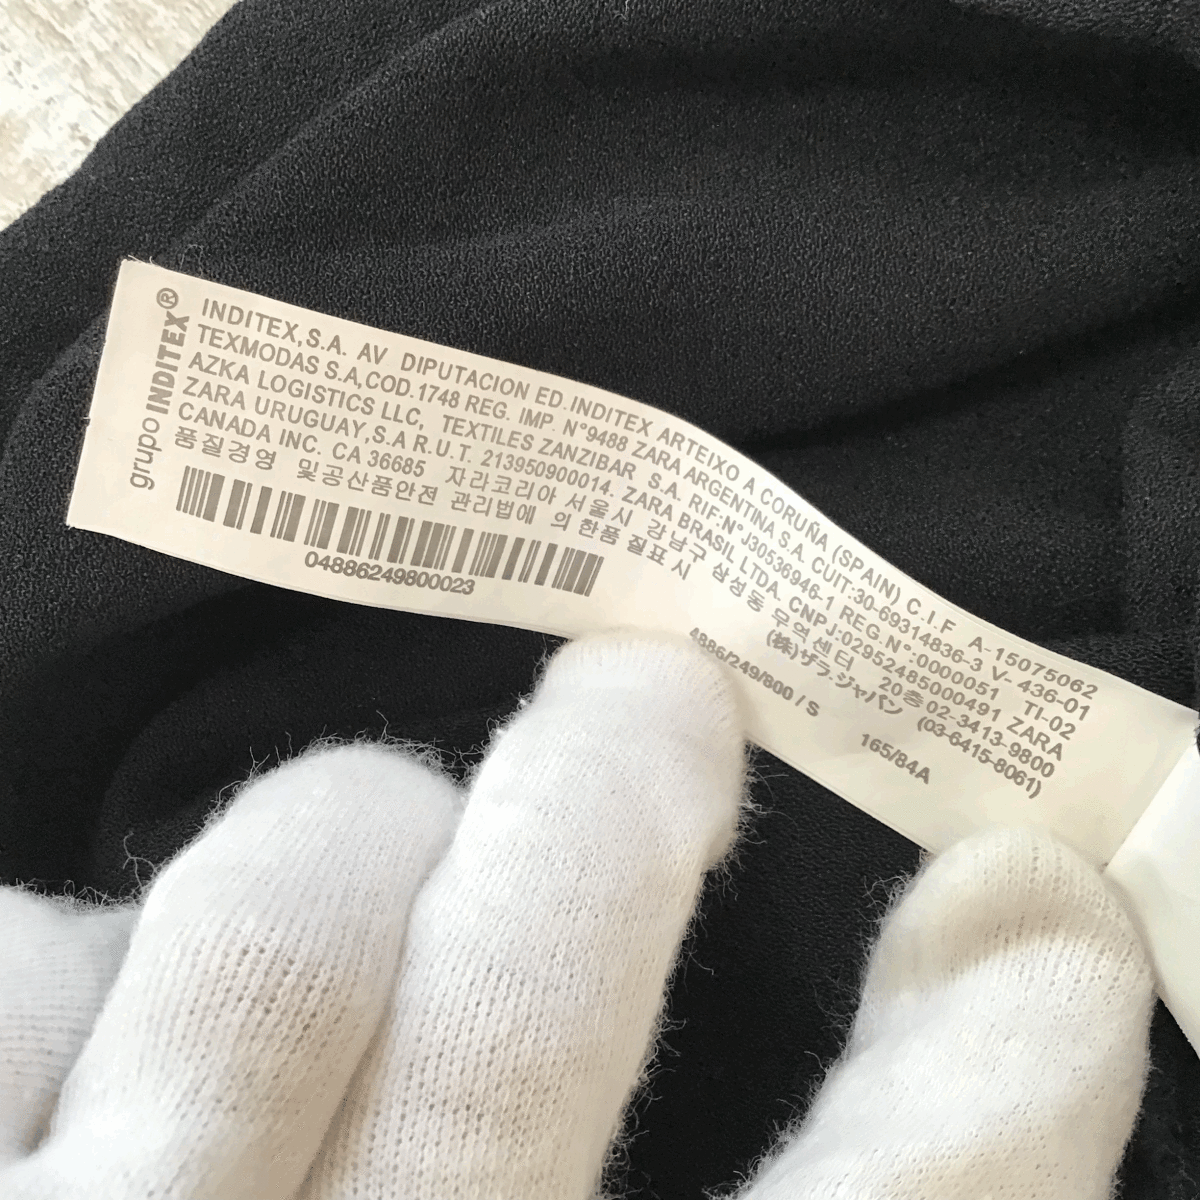 grupo INDITEX®
INDITEX,S.A. AV DIPUTACION ED.INDITEX ARTEIXO A CORUÑA (SPAIN) C.I.F A-15075062
TEXMODAS S.A,COD.1748 REG. IMP. N°9488 ZARA ARGENTINA S.A. CUIT:30-69314836-3 V- 436-01
AZKA LOGISTICS LLC, TEXTILES ZANZIBAR S.A. RIF:N° J30536946-1 REG.N°:0000051 TI-02
ZARA URUGUAY,S.A R.U.T. 213950900014. ZARA BRASIL LTDA. CNPJ:02952485000491 ZARA
CANADA INC. CA 36685 자라코리아 서울시 강남구 삼성동 무역센터 20층 02-3413-9800
품질경영 및공산품안젼 관리법에 의 한품 질표 시 (株)ザラ.ジャパン (03-6415-8061)
04886249800023
4886/249/800 / S
165/84A